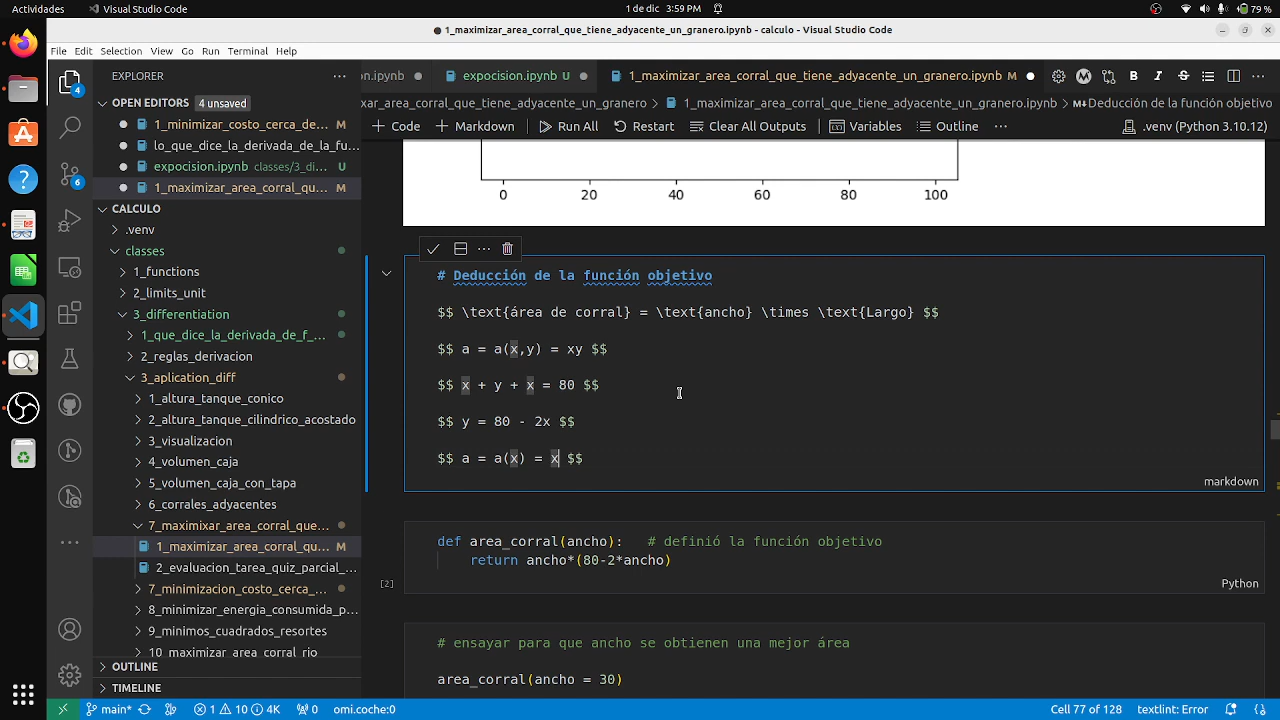 Actividades
Visual Studio Code
1 de dic 3:59 PM
79 %
1_maximizar_area_corral_que_tiene_adyacente_un_granero.ipynb - calculo - Visual Studio Code
File Edit Selection View Go Run Terminal Help
EXPLORER
on.ipynb
expocision.ipynb U
1_maximizar_area_corral_que_tiene_adyacente_un_granero.ipynb M
OPEN EDITORS 4 unsaved
1_minimizar_costo_cerca_de... M
lo_que_dice_la_derivada_de_la_fu...
expocision.ipynb classes/3_di... U
1_maximizar_area_corral_qu... M
CALCULO
.venv
classes
1_functions
2_limits_unit
3_differentiation
1_que_dice_la_derivada_de_f_...
2_reglas_derivacion
3_aplication_diff
1_altura_tanque_conico
2_altura_tanque_cilindrico_acostado
3_visualizacion
4_volumen_caja
5_volumen_caja_con_tapa
6_corrales_adyacentes
7_maximixar_area_corral_que...
1_maximizar_area_corral_qu... M
2_evaluacion_tarea_quiz_parcial_...
7_minimizacion_costo_cerca_...
8_minimizar_energia_consumida_p...
9_minimos_cuadrados_resortes
10_maximizar_area_corral_rio
OUTLINE
TIMELINE
4
6
xar_area_corral_que_tiene_adyacente_un_granero > 1_maximizar_area_corral_que_tiene_adyacente_un_granero.ipynb > Deducción de la función objetivo
+ Code + Markdown Run All Restart Clear All Outputs Variables Outline ... .venv (Python 3.10.12)
0 20 40 60 80 100
# Deducción de la función objetivo
$$ \text{área de corral} = \text{ancho} \times \text{Largo} $$
$$ a = a(x,y) = xy $$
$$ x + y + x = 80 $$
$$ y = 80 - 2x $$
$$ a = a(x) = x $$
markdown
def area_corral(ancho):   # definió la función objetivo
    return ancho*(80-2*ancho)
[2]
Python
# ensayar para que ancho se obtienen una mejor área
area_corral(ancho = 30)
main* 1 10 4K 0 omi.coche:0 Cell 77 of 128 textlint: Error